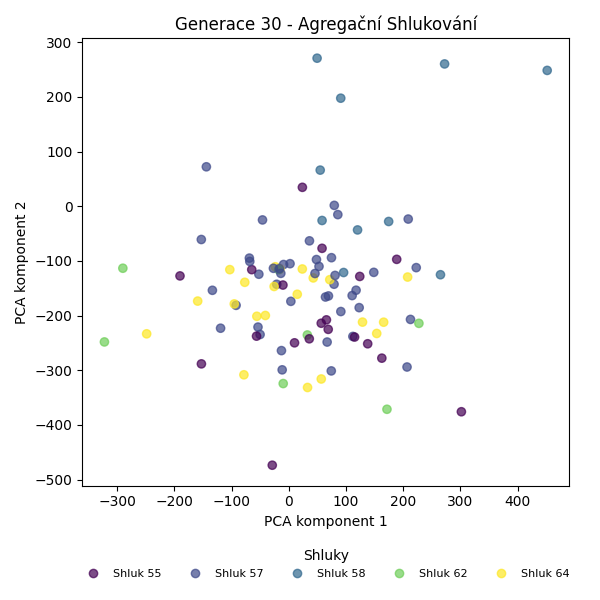 Generace 30 - Agregační Shlukování
300
200
100
0
−100
−200
−300
−400
−500
PCA komponent 2
−300 −200 −100 0 100 200 300 400
PCA komponent 1
Shluky
Shluk 55 Shluk 57 Shluk 58 Shluk 62 Shluk 64